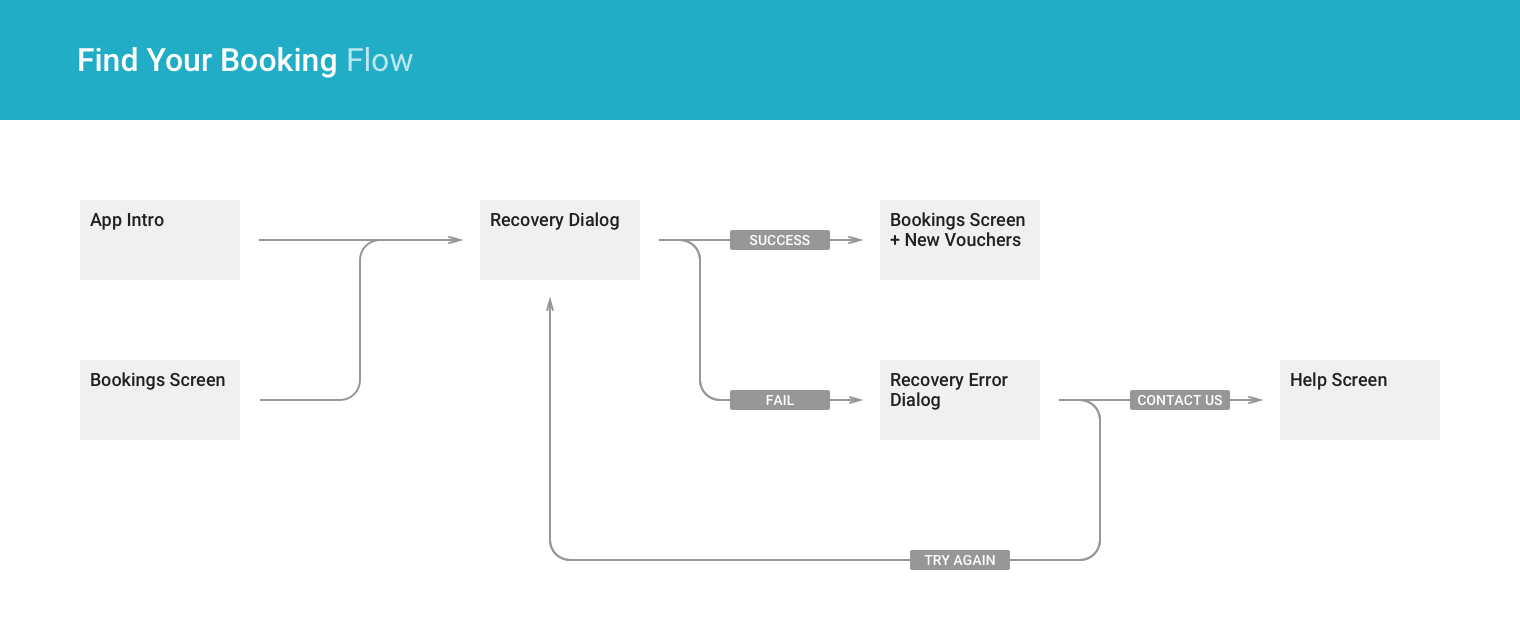 Find Your Booking Flow
App Intro
Recovery Dialog
SUCCESS
Bookings Screen
+ New Vouchers
Bookings Screen
FAIL
Recovery Error
Dialog
CONTACT US
Help Screen
TRY AGAIN